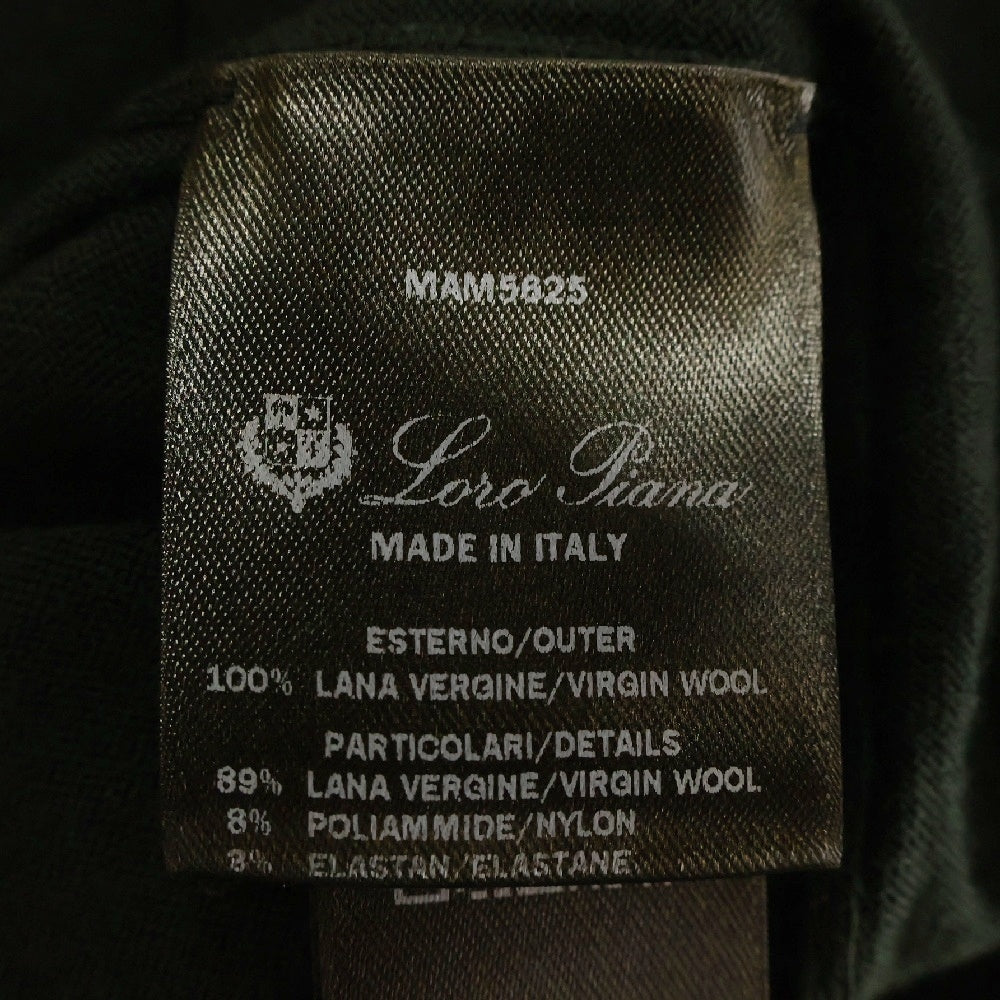 MAM5625
Loro Piana
MADE IN ITALY
ESTERNO/OUTER
100% LANA VERGINE/VIRGIN WOOL
PARTICOLARI/DETAILS
89% LANA VERGINE/VIRGIN WOOL
8% POLIAMMIDE/NYLON
3% ELASTAN/ELASTANE